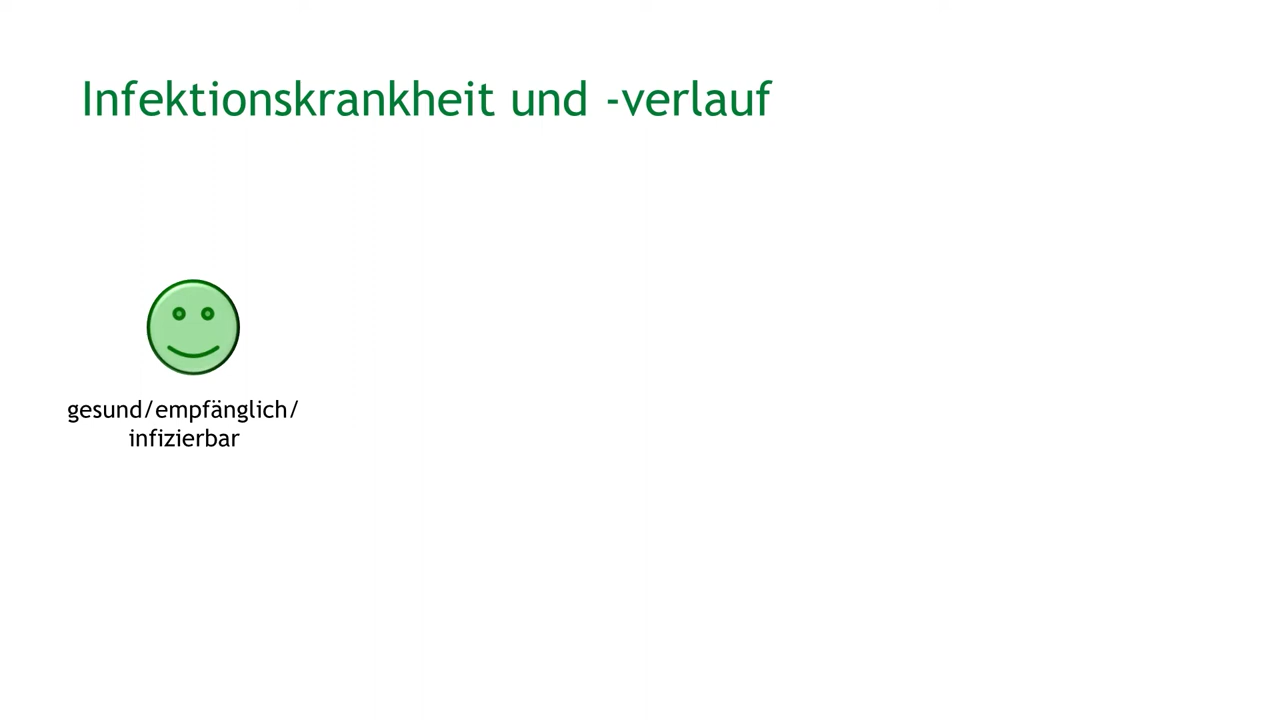 Infektionskrankheit und -verlauf
gesund/empfänglich/
infizierbar